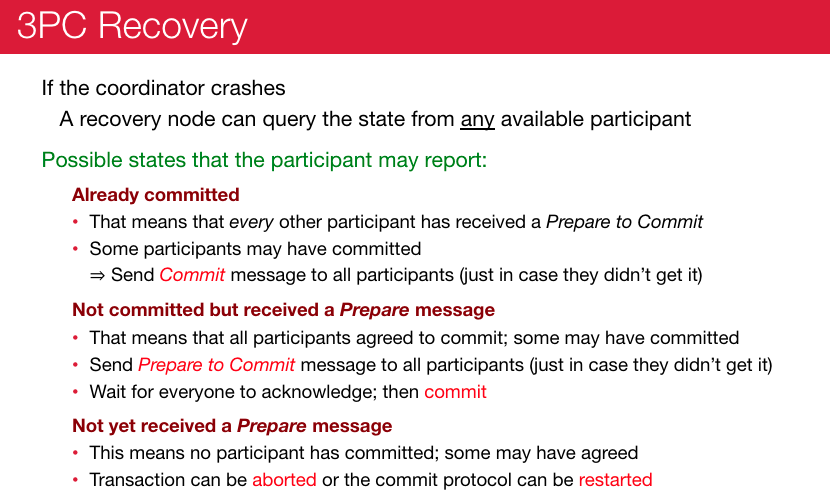 3PC Recovery
If the coordinator crashes
A recovery node can query the state from any available participant
Possible states that the participant may report:
Already committed
• That means that every other participant has received a Prepare to Commit
• Some participants may have committed
⇒ Send Commit message to all participants (just in case they didn’t get it)
Not committed but received a Prepare message
• That means that all participants agreed to commit; some may have committed
• Send Prepare to Commit message to all participants (just in case they didn’t get it)
• Wait for everyone to acknowledge; then commit
Not yet received a Prepare message
• This means no participant has committed; some may have agreed
• Transaction can be aborted or the commit protocol can be restarted